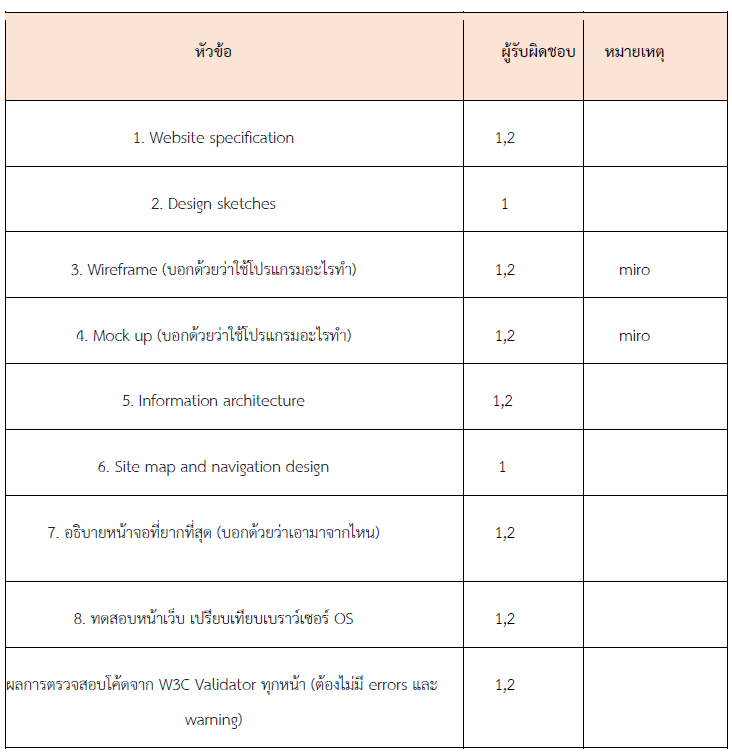 หัวข้อ ผู้รับผิดชอบ หมายเหตุ
1. Website specification 1,2
2. Design sketches 1
3. Wireframe (บอกด้วยว่าใช้โปรแกรมอะไรทำ) 1,2 miro
4. Mock up (บอกด้วยว่าใช้โปรแกรมอะไรทำ) 1,2 miro
5. Information architecture 1,2
6. Site map and navigation design 1
7. อธิบายหน้าจอที่ยากที่สุด (บอกด้วยว่าเอามาจากไหน) 1,2
8. ทดสอบหน้าเว็บ เปรียบเทียบเบราว์เซอร์ OS 1,2
ผลการตรวจสอบโค้ดจาก W3C Validator ทุกหน้า (ต้องไม่มี errors และ 1,2
warning)